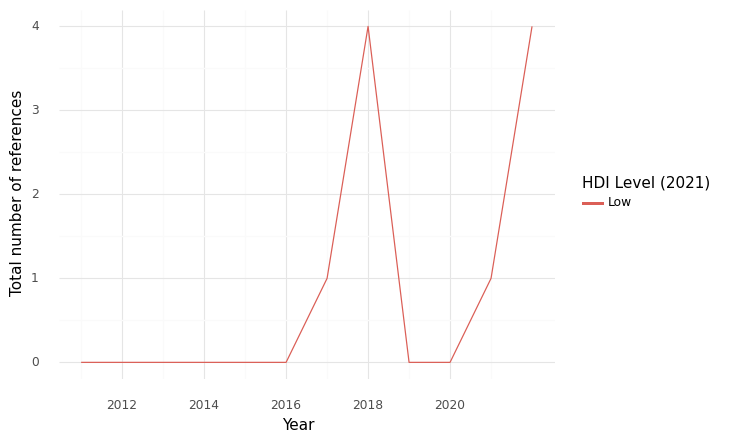 4
3
2
1
0
Total number of references
2012 2014 2016 2018 2020
Year
HDI Level (2021)
Low